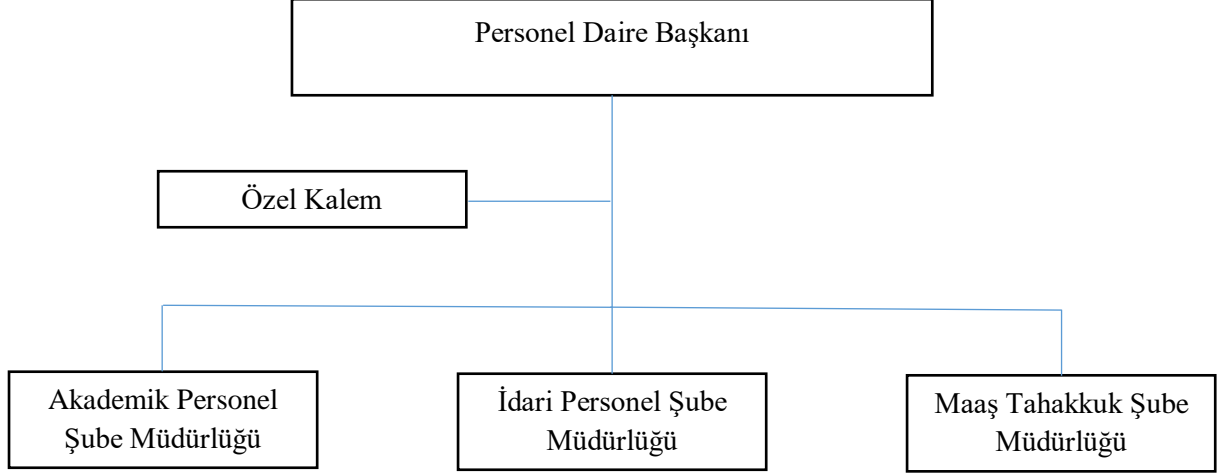 Personel Daire Başkanı
Özel Kalem
Akademik Personel
Şube Müdürlüğü
İdari Personel Şube
Müdürlüğü
Maaş Tahakkuk Şube
Müdürlüğü